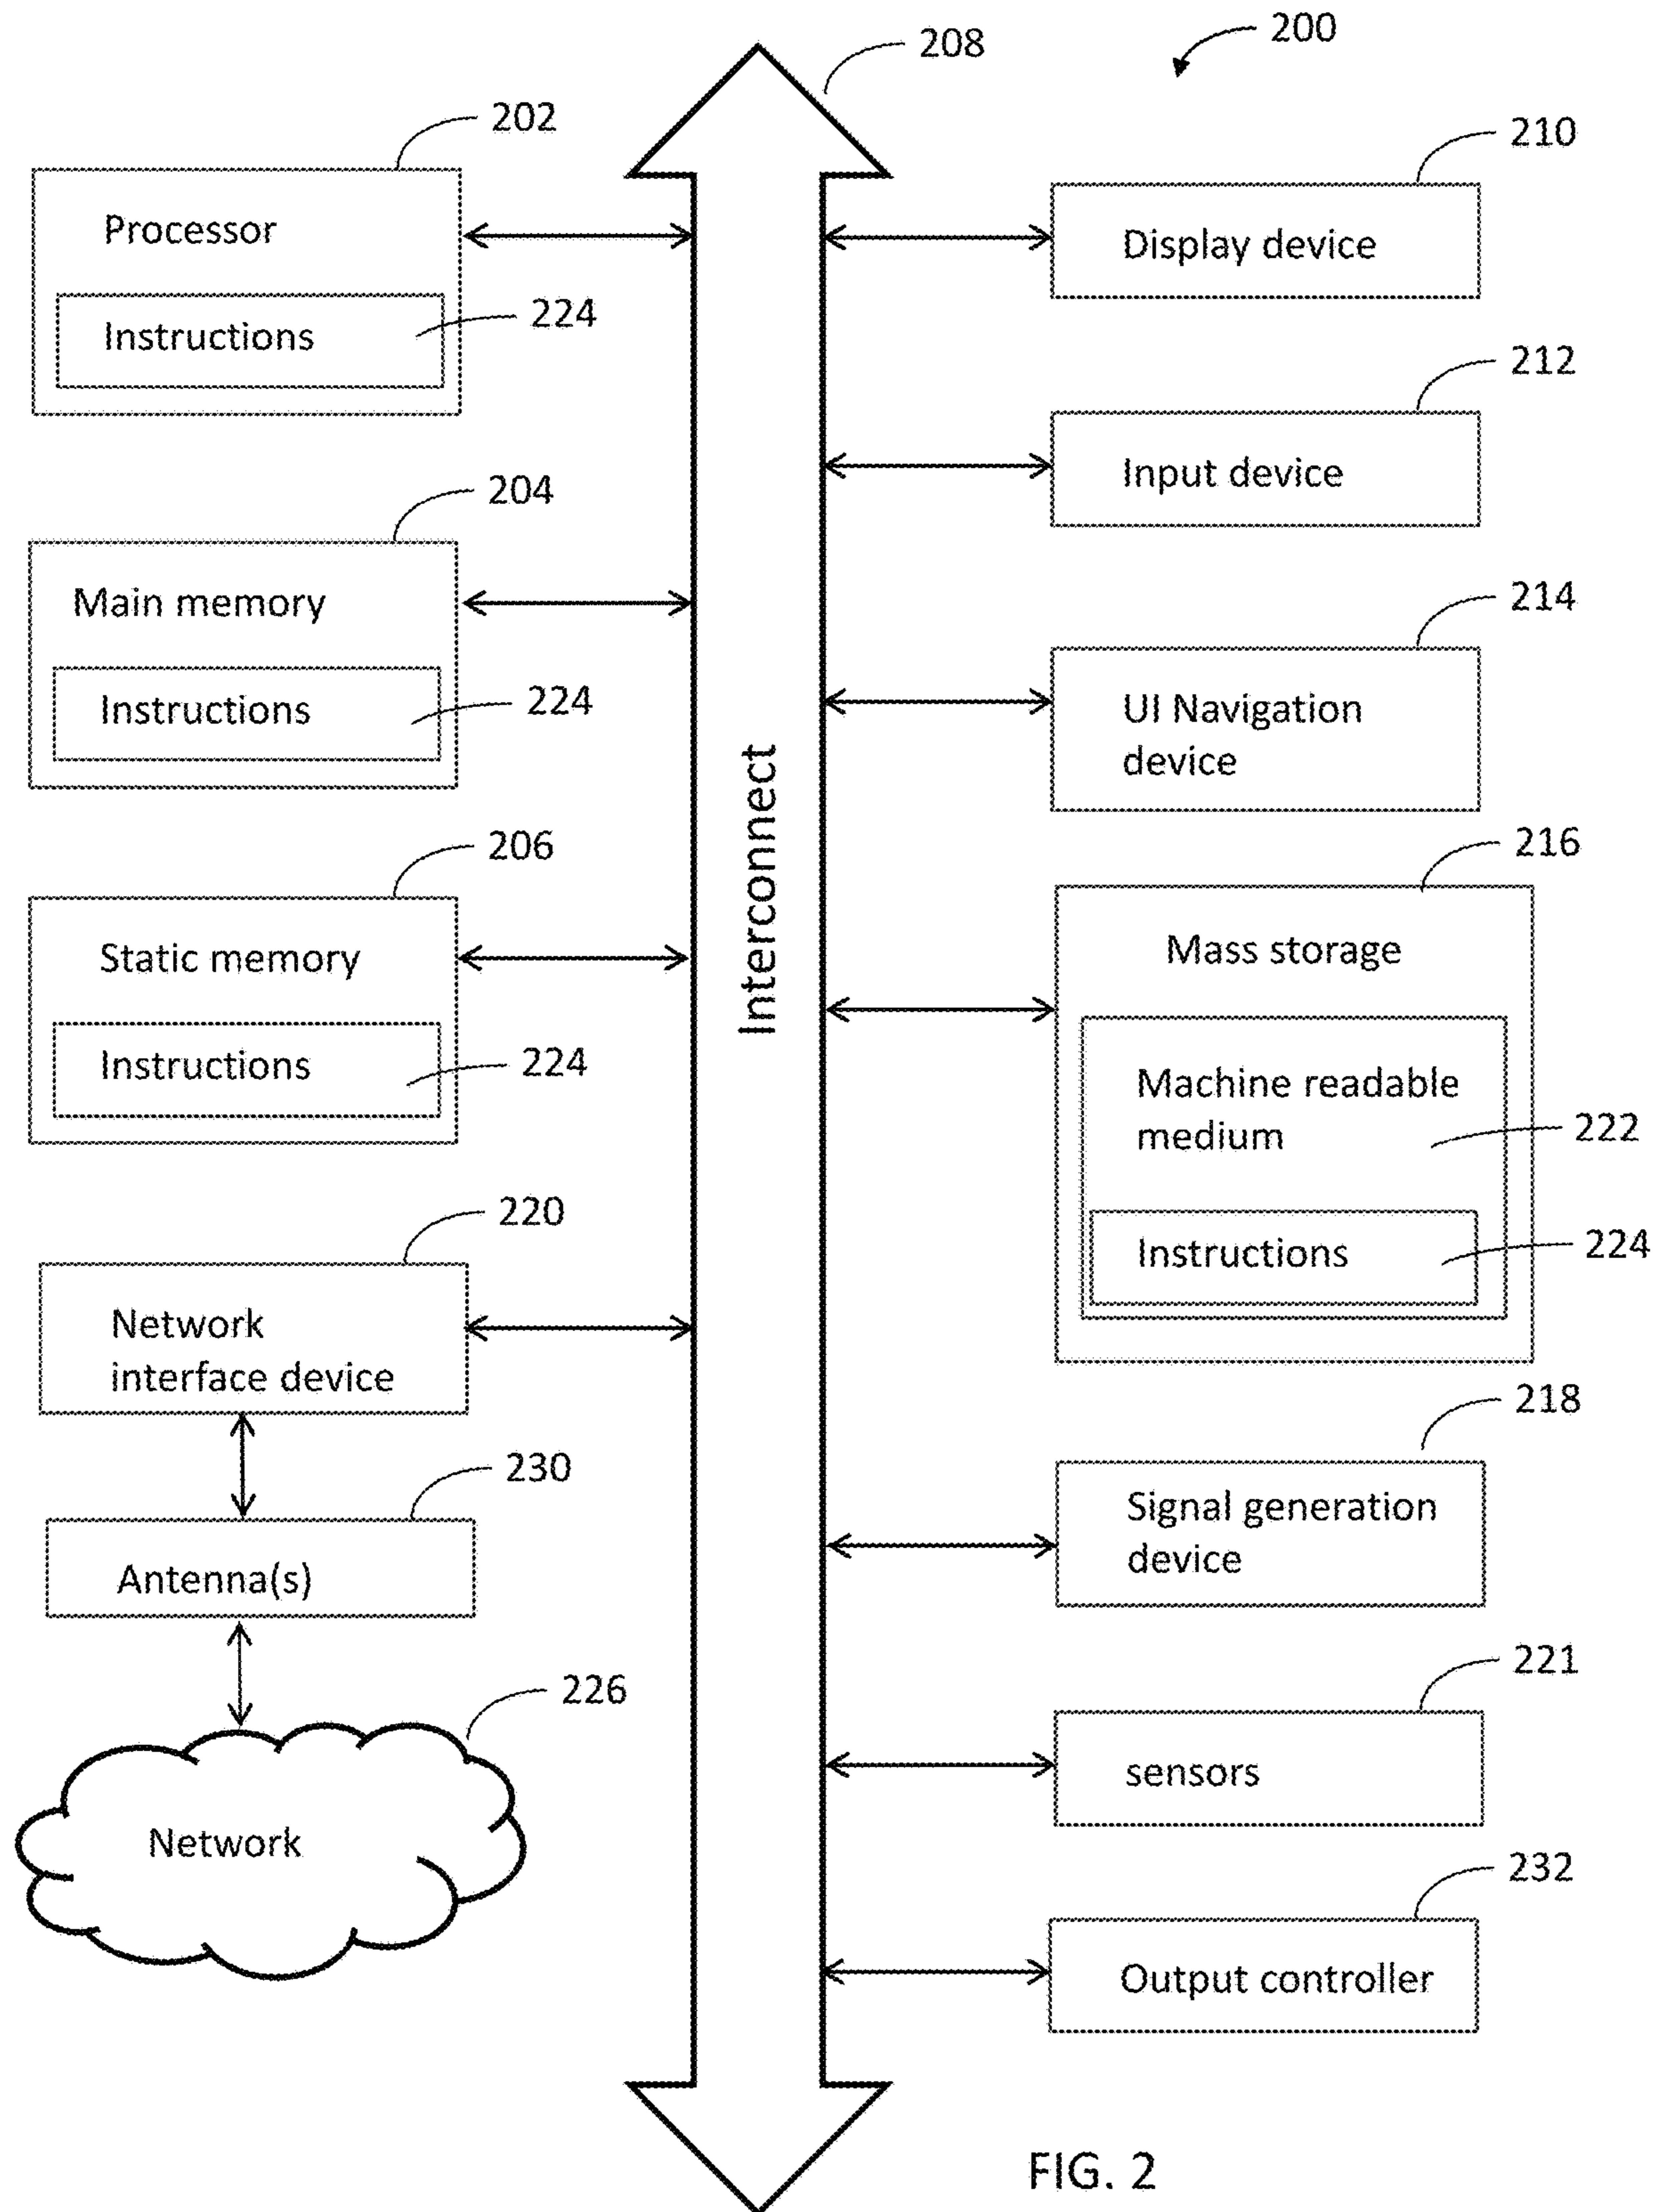 200
208
202
Processor
Instructions
224
204
Main memory
Instructions
224
206
Static memory
Instructions
224
220
Network
interface device
230
Antenna(s)
226
Network
Interconnect
210
Display device
212
Input device
214
UI Navigation
device
216
Mass storage
Machine readable
medium
222
Instructions
224
218
Signal generation
device
221
sensors
232
Output controller
FIG. 2